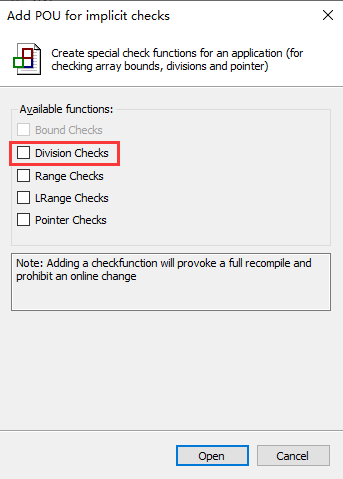 Add POU for implicit checks
Create special check functions for an application (for
checking array bounds, divisions and pointer)
Available functions:
Bound Checks
Division Checks
Range Checks
LRange Checks
Pointer Checks
Note: Adding a checkfunction will provoke a full recompile and
prohibit an online change
Open
Cancel